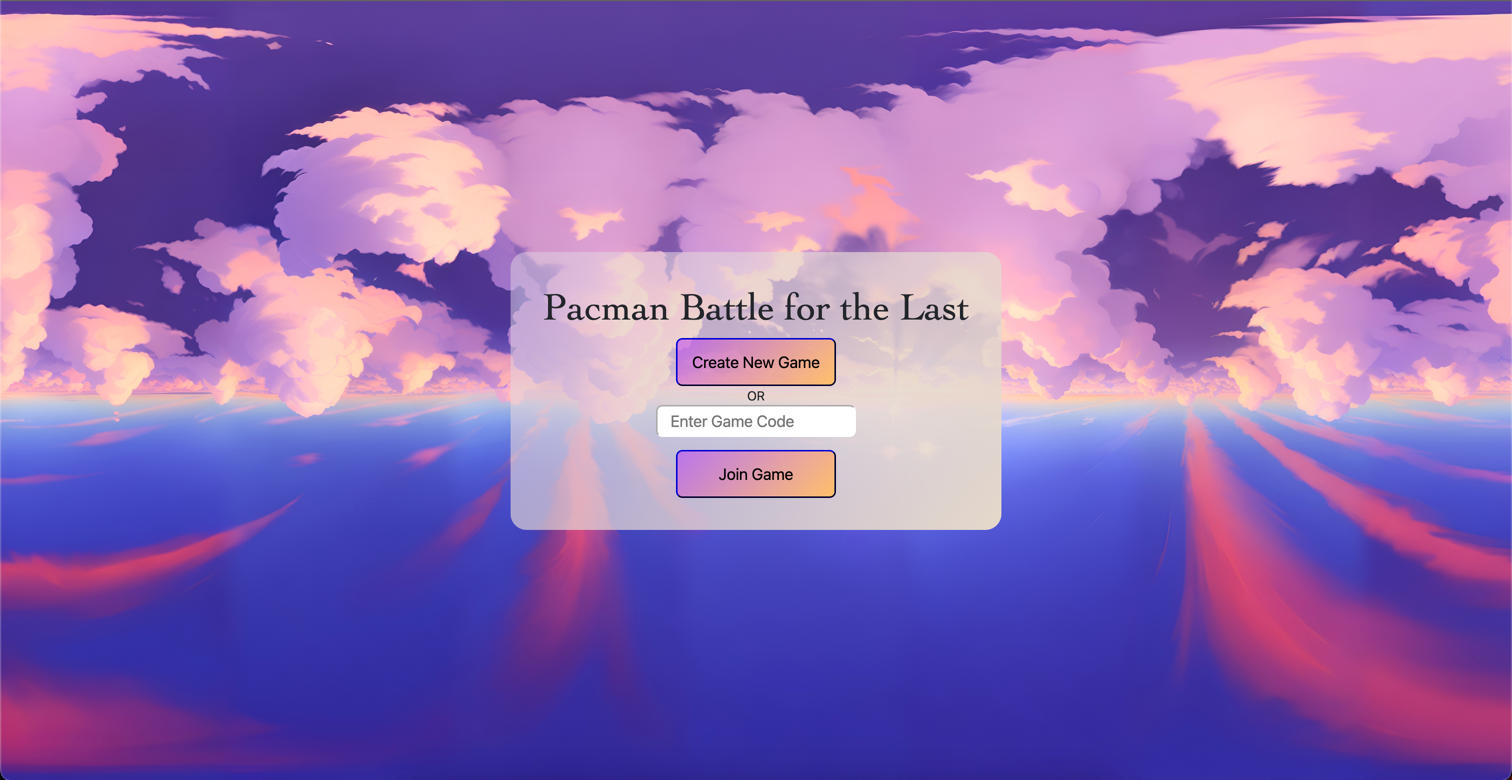 Pacman Battle for the Last
Create New Game
OR
Enter Game Code
Join Game